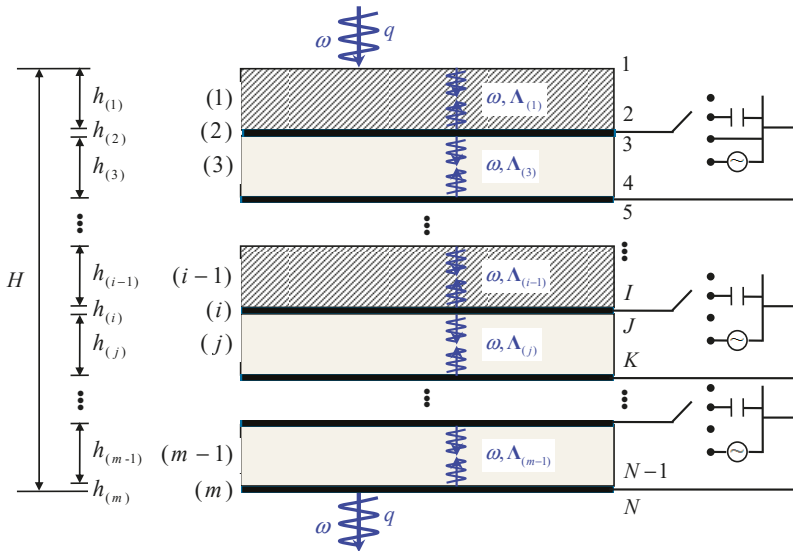 ω q
1
h(1) (1) ω, Λ(1)
2
h(2) (2)
3
h(3) (3) ω, Λ(3)
4
5
H
h(i−1) (i−1) ω, Λ(i−1)
I
h(i) (i)
J
h(j) (j) ω, Λ(j)
K
h(m−1) (m−1) ω, Λ(m−1)
N−1
h(m) (m)
N
ω q